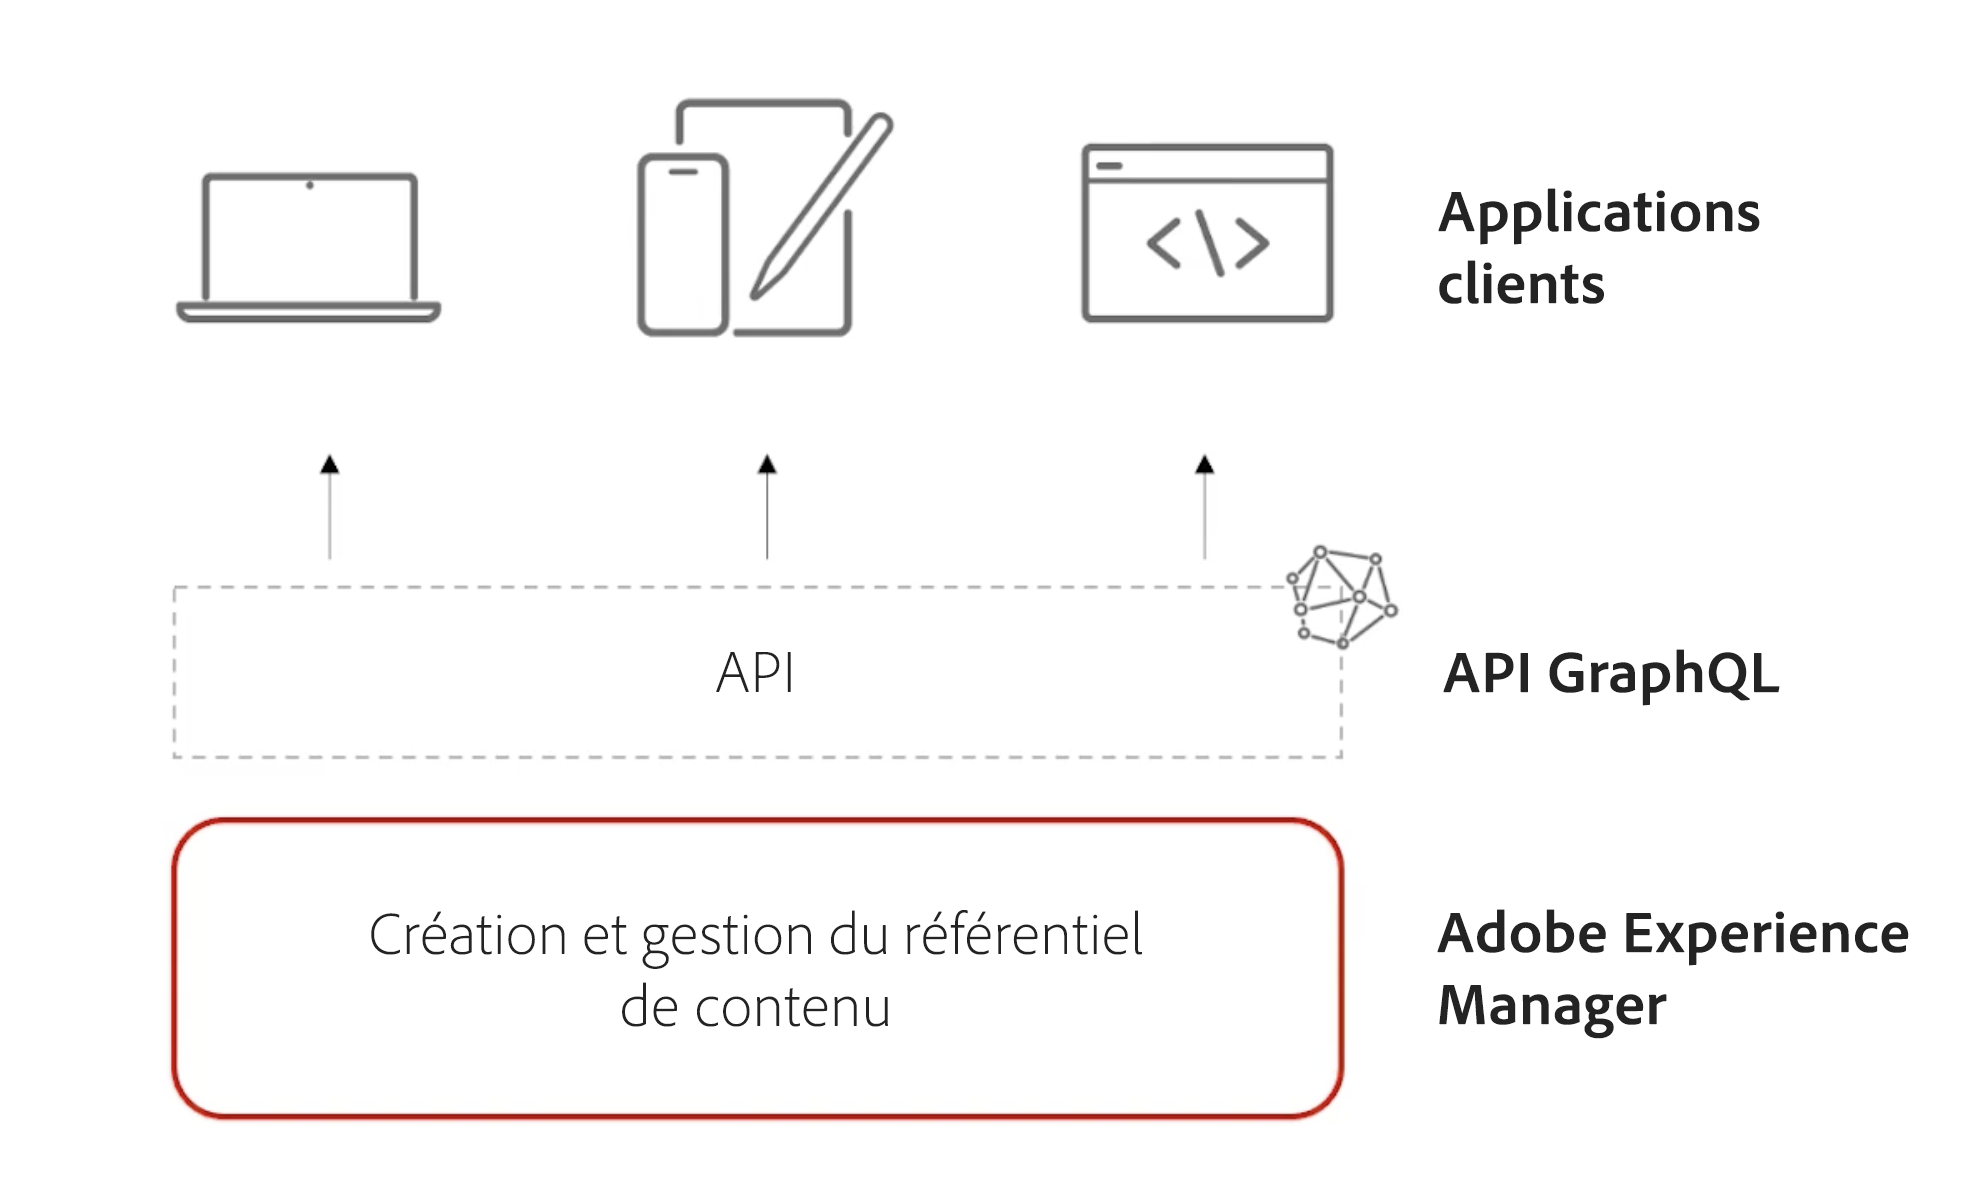 Applications
clients
API
API GraphQL
Création et gestion du référentiel
de contenu
Adobe Experience
Manager